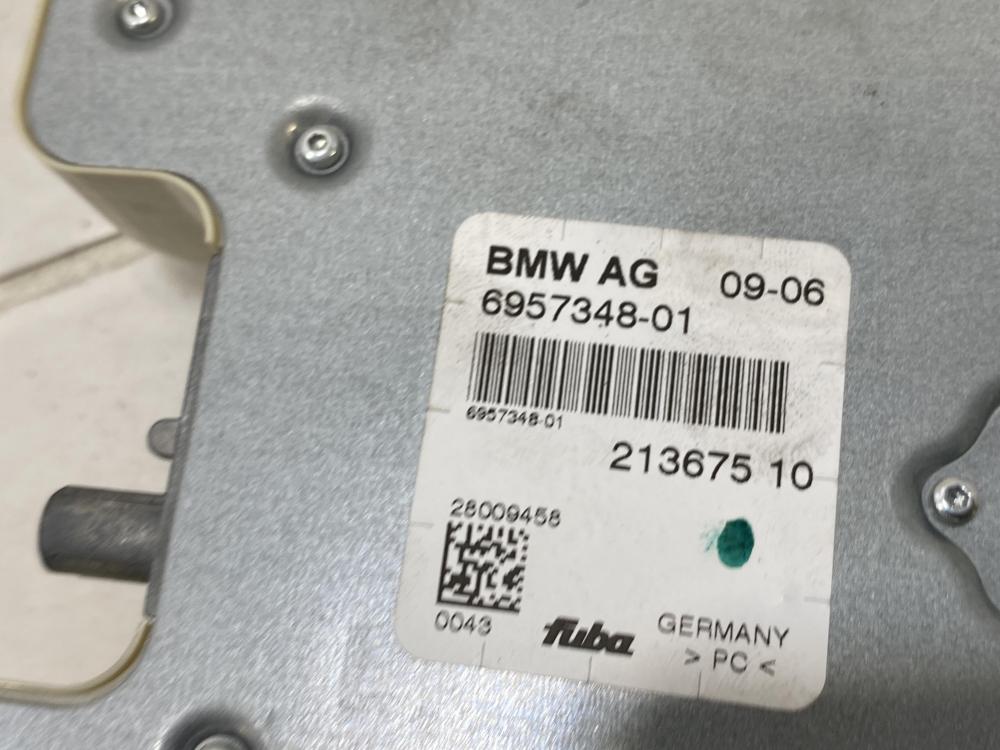 BMW AG 09-06
6957348-01
6957348-01
213675 10
28009458
0043
fuba GERMANY
> PC <